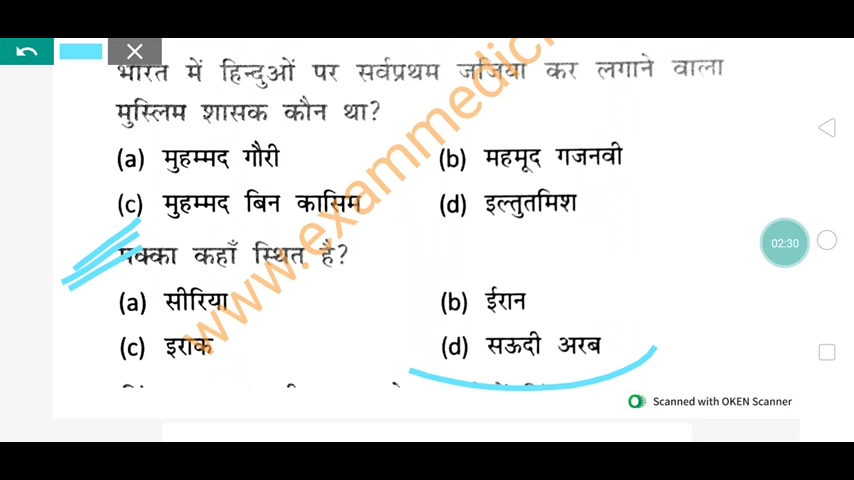 भारत में हिन्दुओं पर सर्वप्रथम जजिया कर लगाने वाला
मुस्लिम शासक कौन था?
(a) मुहम्मद गौरी (b) महमूद गजनवी
(c) मुहम्मद बिन कासिम (d) इल्तुतमिश
मक्का कहाँ स्थित है?
(a) सीरिया (b) ईरान
(c) इराक (d) सऊदी अरब
www.exammedic
02:30
Scanned with OKEN Scanner